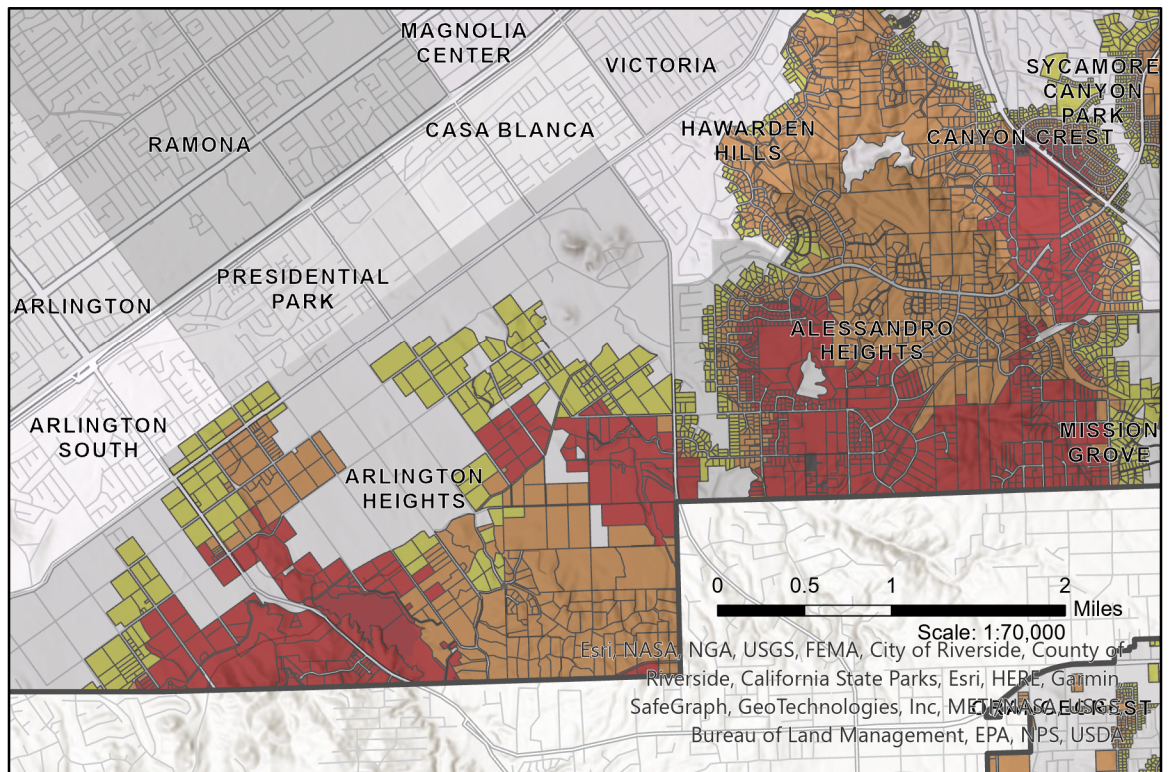 MAGNOLIA
CENTER
VICTORIA
SYCAMORE
CANYON
PARK
CASA BLANCA
HAWARDEN
HILLS
CANYON CREST
RAMONA
PRESIDENTIAL
PARK
ARLINGTON
ALESSANDRO
HEIGHTS
ARLINGTON
SOUTH
MISSION
GROVE
ARLINGTON
HEIGHTS
0 0.5 1 2
Miles
Scale: 1:70,000
Esri, NASA, NGA, USGS, FEMA, City of Riverside, County of
Riverside, California State Parks, Esri, HERE, Garmin
SafeGraph, GeoTechnologies, Inc, METI/NASA, USGS,
Bureau of Land Management, EPA, NPS, USDA